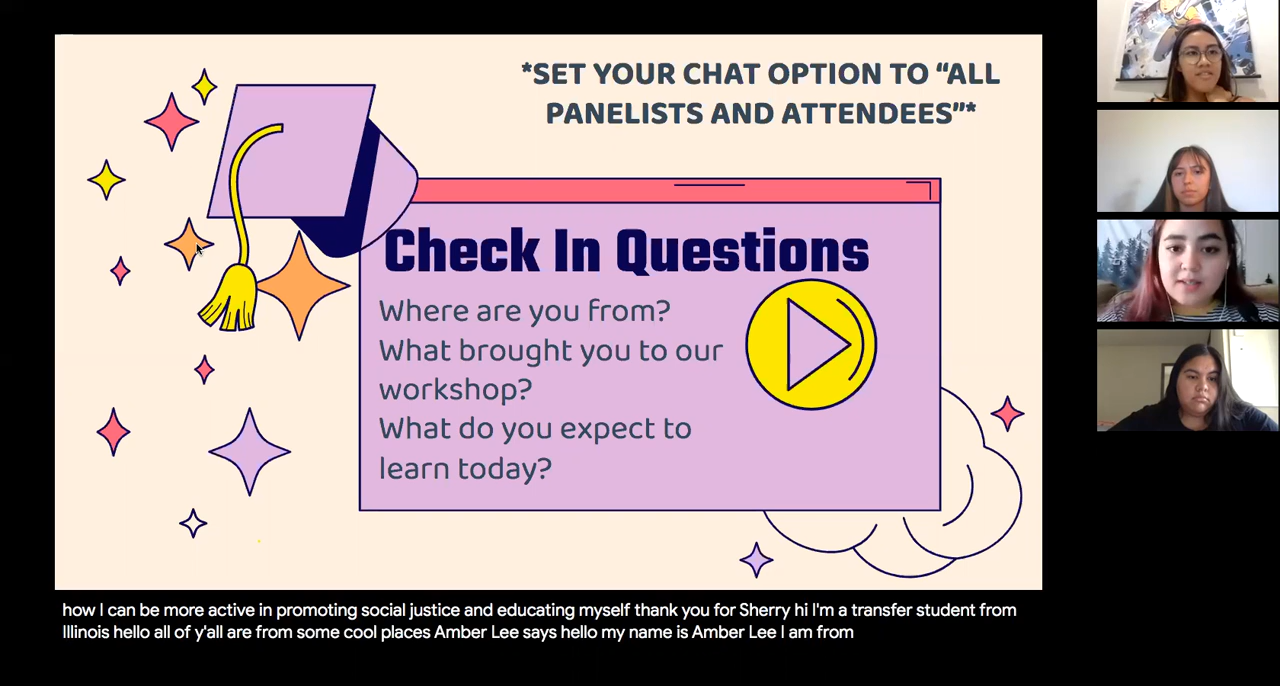 *SET YOUR CHAT OPTION TO “ALL
PANELISTS AND ATTENDEES”*
Check In Questions
Where are you from?
What brought you to our
workshop?
What do you expect to
learn today?
how I can be more active in promoting social justice and educating myself thank you for Sherry hi I'm a transfer student from
Illinois hello all of y'all are from some cool places Amber Lee says hello my name is Amber Lee I am from